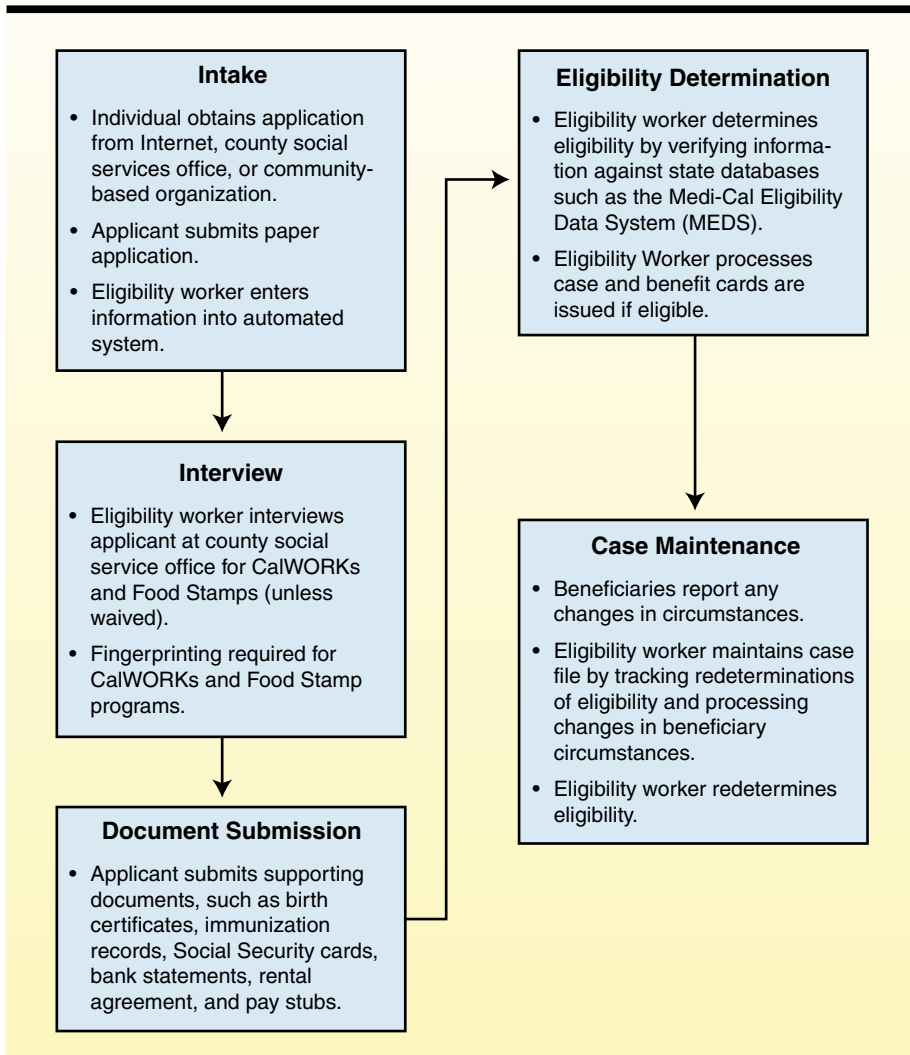 Intake
• Individual obtains application
from Internet, county social
services office, or community-
based organization.
• Applicant submits paper
application.
• Eligibility worker enters
information into automated
system.
Interview
• Eligibility worker interviews
applicant at county social
service office for CalWORKs
and Food Stamps (unless
waived).
• Fingerprinting required for
CalWORKs and Food Stamp
programs.
Document Submission
• Applicant submits supporting
documents, such as birth
certificates, immunization
records, Social Security cards,
bank statements, rental
agreement, and pay stubs.
Eligibility Determination
• Eligibility worker determines
eligibility by verifying informa-
tion against state databases
such as the Medi-Cal Eligibility
Data System (MEDS).
• Eligibility Worker processes
case and benefit cards are
issued if eligible.
Case Maintenance
• Beneficiaries report any
changes in circumstances.
• Eligibility worker maintains case
file by tracking redeterminations
of eligibility and processing
changes in beneficiary
circumstances.
• Eligibility worker redetermines
eligibility.